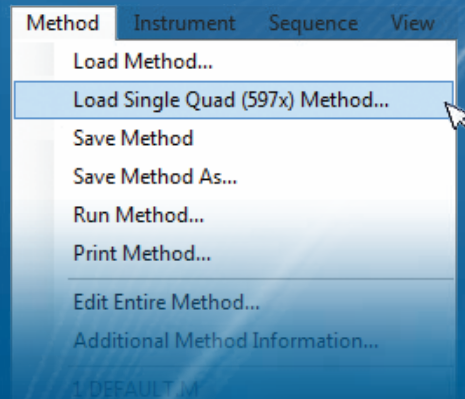 Method Instrument Sequence View
Load Method...
Load Single Quad (597x) Method...
Save Method
Save Method As...
Run Method...
Print Method...
Edit Entire Method...
Additional Method Information...
1 DEFAULT.M